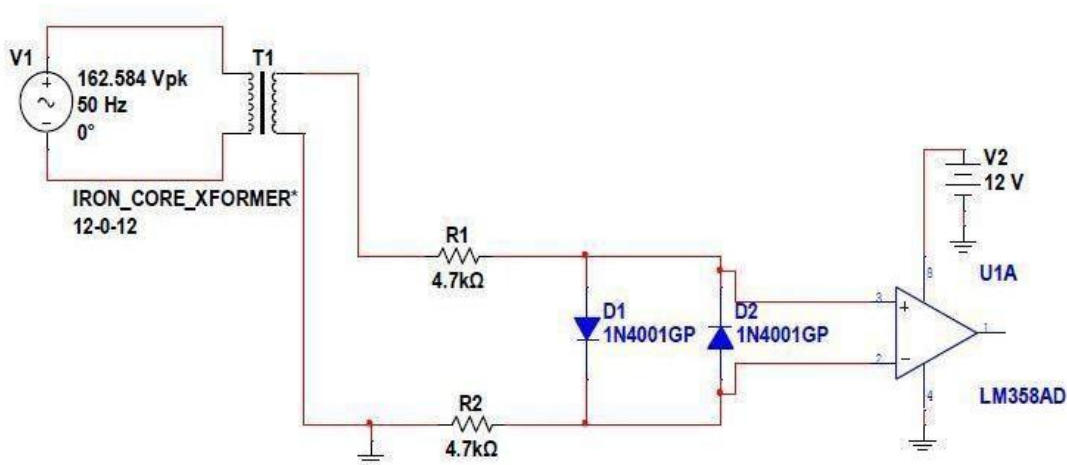 V1
162.584 Vpk
50 Hz
0°
T1
IRON_CORE_XFORMER*
12-0-12
V2
12 V
R1
4.7kΩ
U1A
8
3
D1
1N4001GP
D2
1N4001GP
1
2
4
LM358AD
R2
4.7kΩ